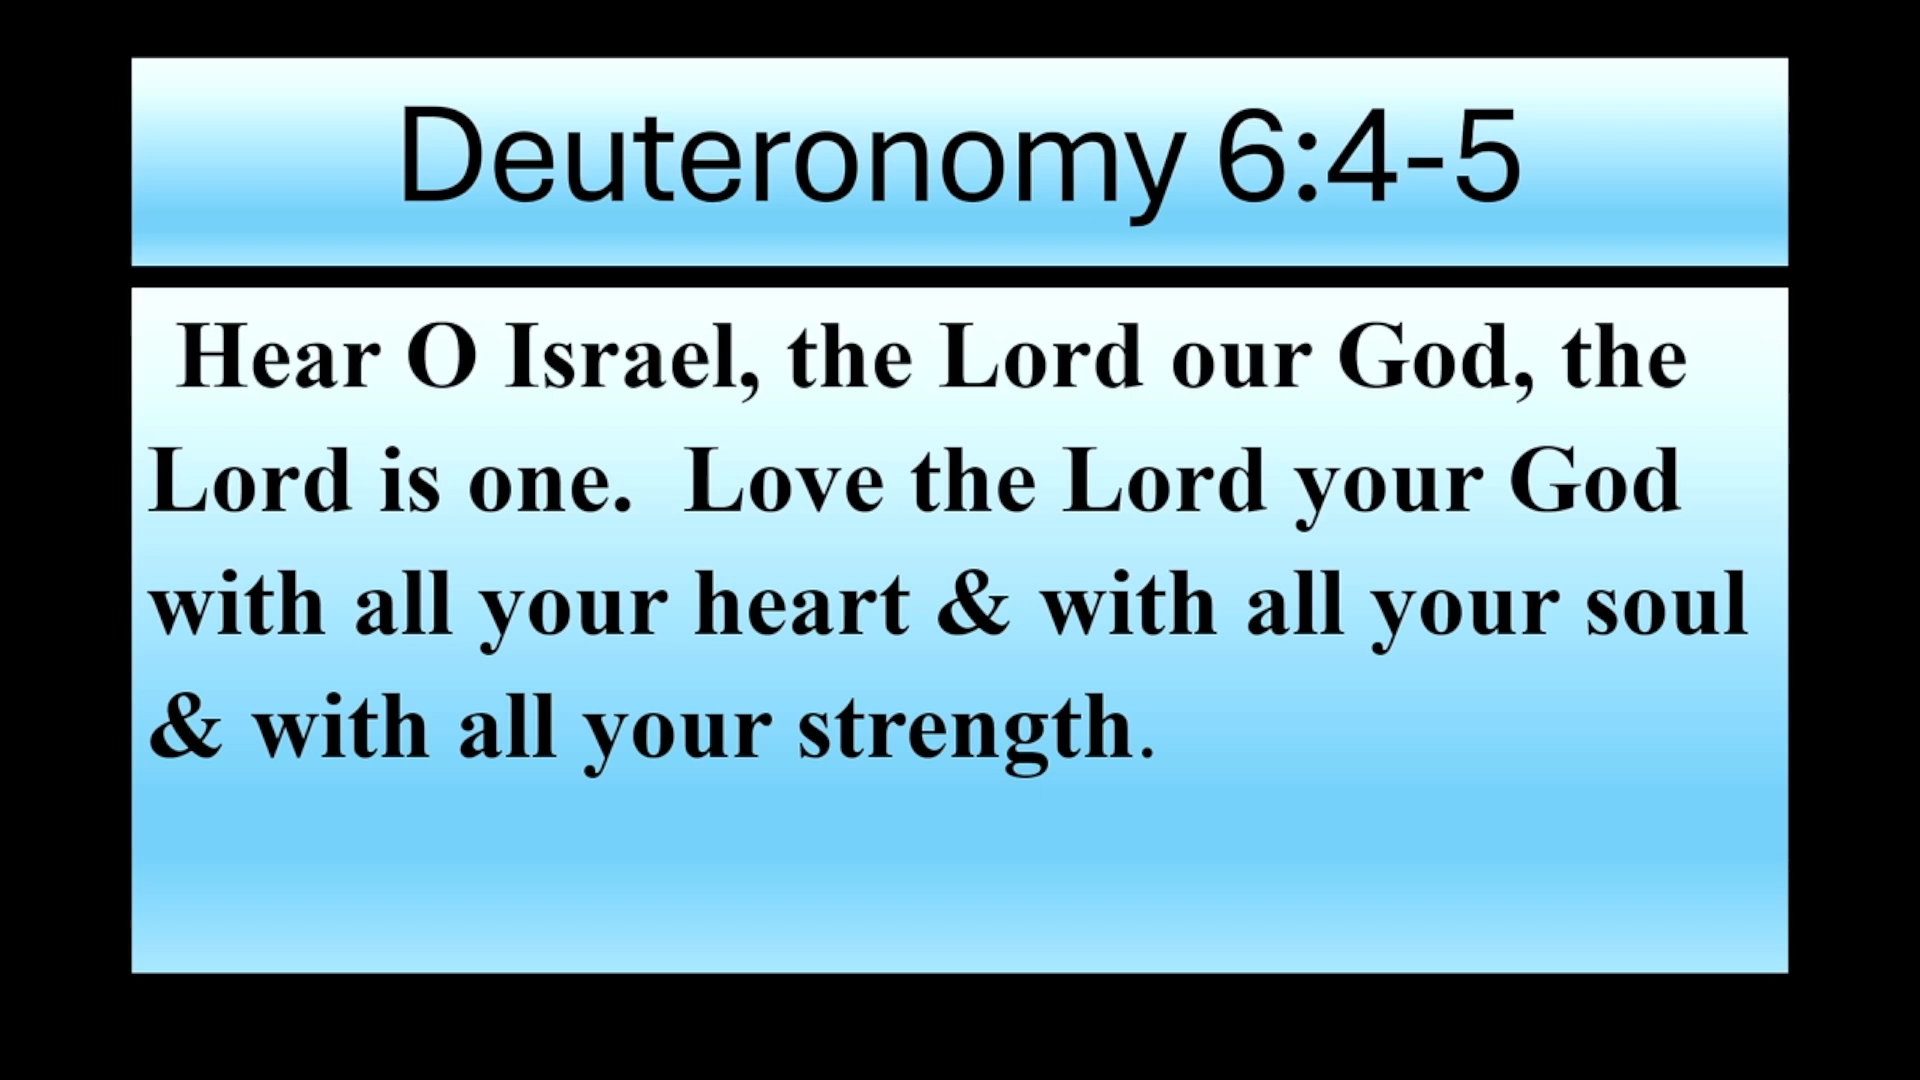 Deuteronomy 6:4-5
Hear O Israel, the Lord our God, the
Lord is one.  Love the Lord your God
with all your heart & with all your soul
& with all your strength.